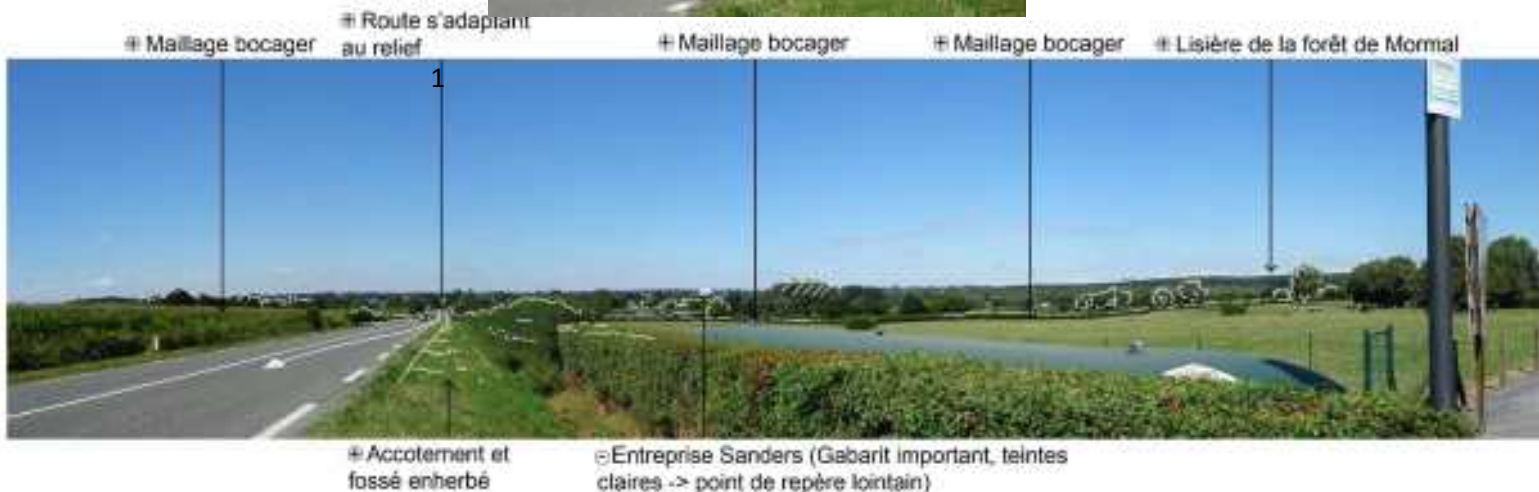 ⊕ Maillage bocager
⊕ Route s'adaptant
au relief
⊕ Maillage bocager
⊕ Maillage bocager
⊕ Lisière de la forêt de Mormal
1
⊕ Accotement et
fossé enherbé
⊖ Entreprise Sanders (Gabarit important, teintes
claires -> point de repère lointain)